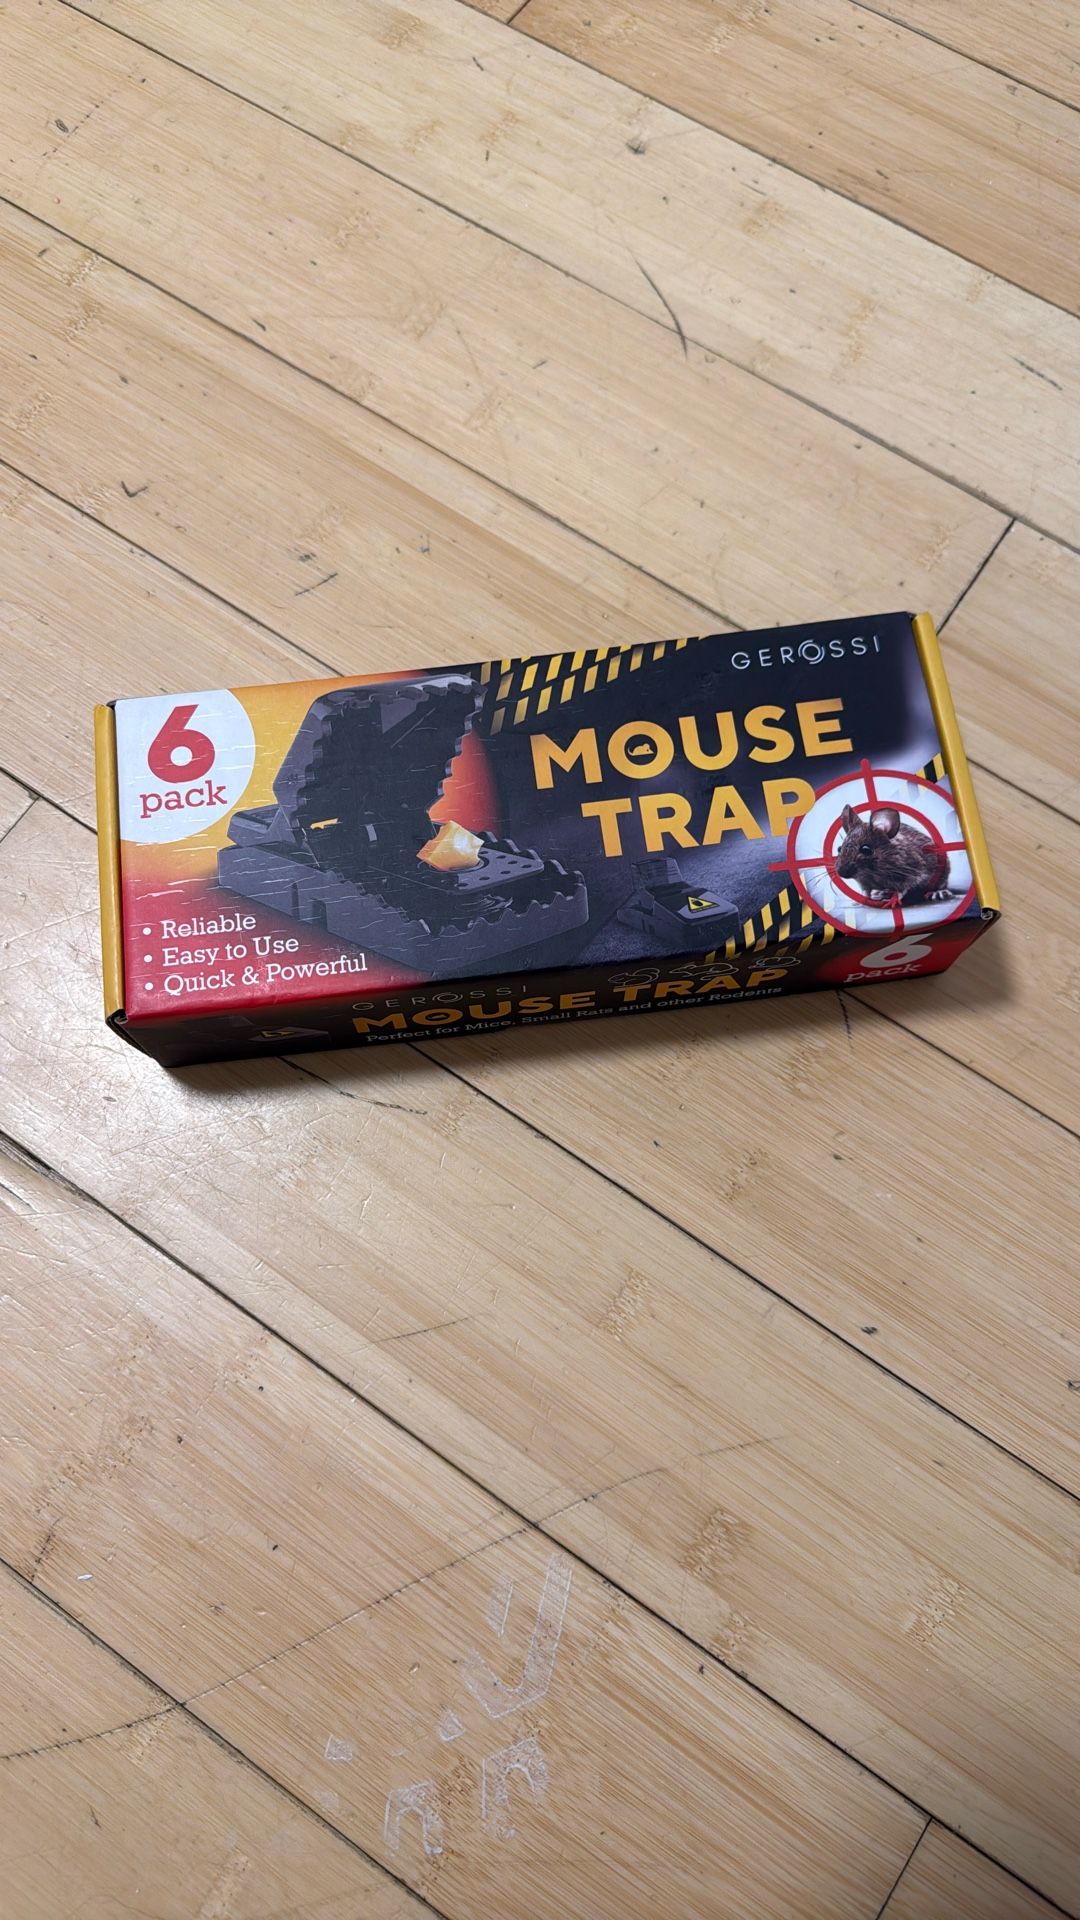 GEROSSI
6
pack
MOUSE
TRAP
• Reliable
• Easy to Use
• Quick & Powerful
GEROSSI
MOUSE TRAP
Perfect for Mice, Small Rats and other Rodents
6
pack